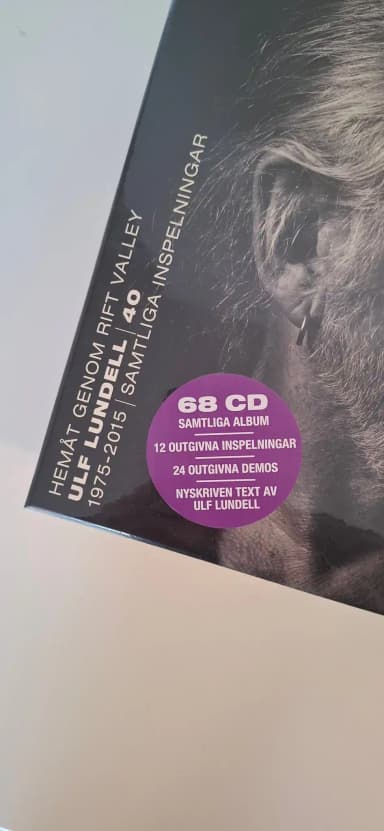 HEMÅT GENOM RIFT VALLEY
ULF LUNDELL | 40
1975-2015 | SAMTLIGA INSPELNINGAR
68 CD
SAMTLIGA ALBUM
12 OUTGIVNA INSPELNINGAR
24 OUTGIVNA DEMOS
NYSKRIVEN TEXT AV
ULF LUNDELL